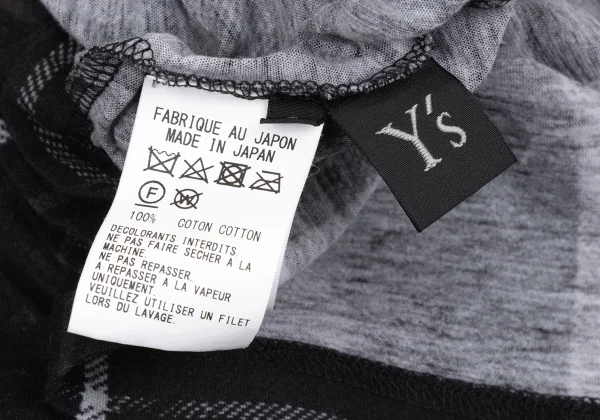 FABRIQUE AU JAPON
MADE IN JAPAN
F W
100% COTON COTTON
DECOLORANTS INTERDITS.
NE PAS FAIRE SECHER A LA
MACHINE.
NE PAS REPASSER.
A REPASSER A LA VAPEUR
UNIQUEMENT.
VEUILLEZ UTILISER UN FILET
LORS DU LAVAGE.
Y's